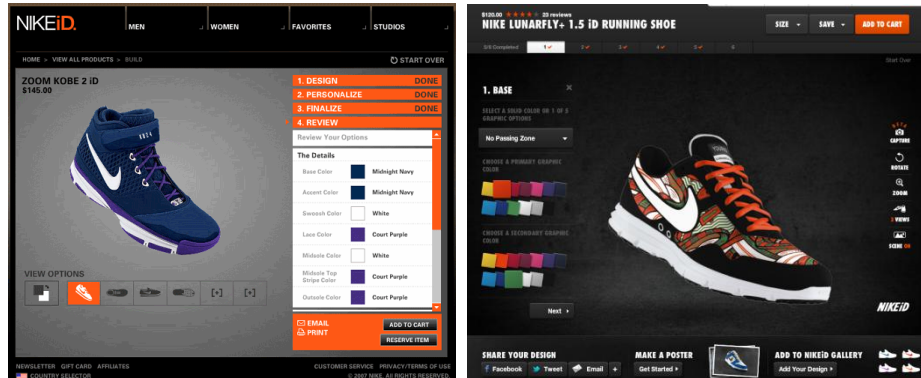 NIKEiD.
MEN
WOMEN
FAVORITES
STUDIOS
HOME > VIEW ALL PRODUCTS > BUILD
START OVER
ZOOM KOBE 2 iD
$145.00
1. DESIGN DONE
2. PERSONALIZE DONE
3. FINALIZE DONE
4. REVIEW
Review Your Options
The Details
Base Color Midnight Navy
Accent Color Midnight Navy
Swoosh Color White
Lace Color Court Purple
Midsole Color White
Midsole Top
Stripe Color Court Purple
Outsole Color Court Purple
VIEW OPTIONS
[+] [+]
EMAIL
PRINT
ADD TO CART
RESERVE ITEM
NEWSLETTER GIFT CARD AFFILIATES
CUSTOMER SERVICE PRIVACY/TERMS OF USE
COUNTRY SELECTOR
© 2007 NIKE. ALL RIGHTS RESERVED
$120.00 23 reviews
NIKE LUNARFLY+ 1.5 iD RUNNING SHOE
SIZE
SAVE
ADD TO CART
Completed 1 2 3 4 5 6
Start Over
1. BASE
SELECT A SOLID COLOR OR 1 OF 5
GRAPHIC OPTIONS
No Passing Zone
CHOOSE A PRIMARY GRAPHIC
COLOR
CHOOSE A SECONDARY GRAPHIC
COLOR
Next
CAPTURE
ROTATE
ZOOM
VIEWS
SCENE ON
NIKEiD
SHARE YOUR DESIGN
Facebook Tweet Email +
MAKE A POSTER
Get Started
ADD TO NIKEiD GALLERY
Add Your Design